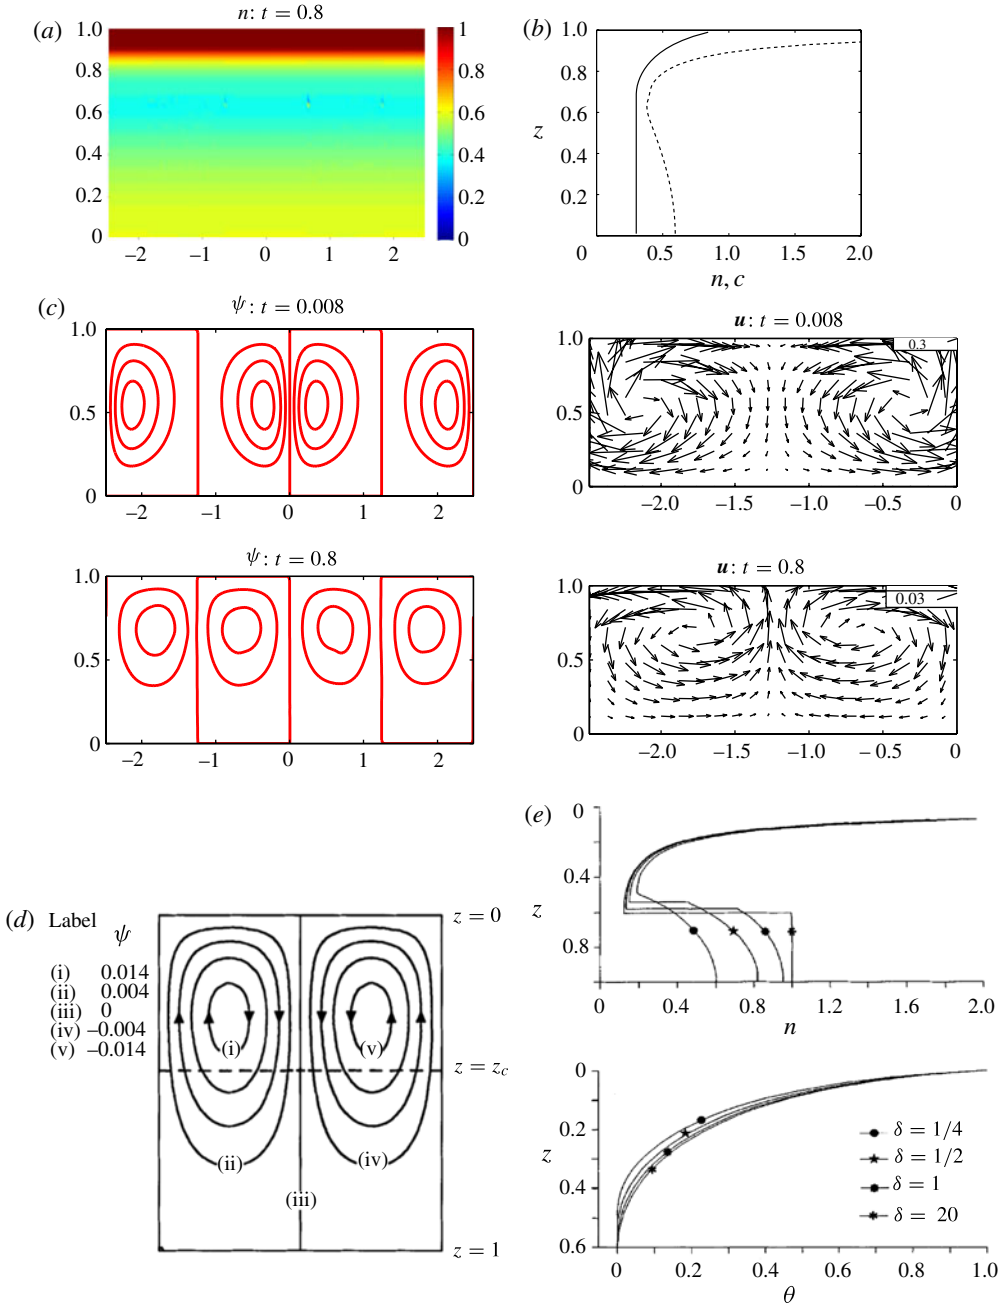 (a)
n: t = 0.8
1.0
0.8
0.6
0.4
0.2
0
–2
–1
0
1
2
1
0.8
0.6
0.4
0.2
0
(b)
z
1.0
0.8
0.6
0.4
0.2
0
0.5
1.0
1.5
2.0
n, c
(c)
ψ: t = 0.008
1.0
0.5
0
–2
–1
0
1
2
u: t = 0.008
0.3
1.0
0.5
0
–2.0
–1.5
–1.0
–0.5
0
ψ: t = 0.8
1.0
0.5
0
–2
–1
0
1
2
u: t = 0.8
0.03
1.0
0.5
0
–2.0
–1.5
–1.0
–0.5
0
(d)
Label ψ
(i) 0.014
(ii) 0.004
(iii) 0
(iv) –0.004
(v) –0.014
(i)
(v)
(ii)
(iv)
(iii)
z = 0
z = z_c
z = 1
(e)
z
0
0.4
0.8
0
0.4
0.8
1.2
1.6
2.0
n
z
0
0.1
0.2
0.3
0.4
0.5
0.6
0
0.2
0.4
0.6
0.8
1.0
θ
δ = 1/4
δ = 1/2
δ = 1
δ = 20